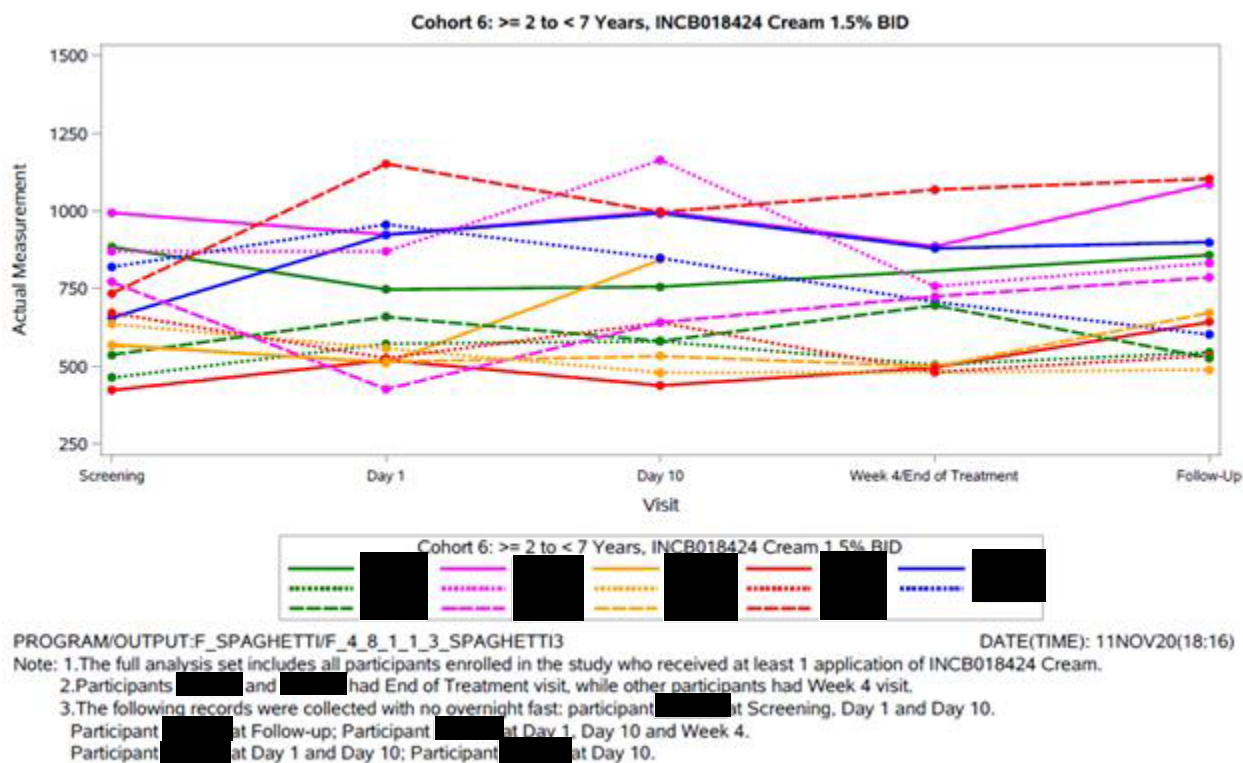 Cohort 6: >= 2 to < 7 Years, INCB018424 Cream 1.5% BID
1500
1250
1000
750
500
250
Actual Measurement
Screening
Day 1
Day 10
Week 4/End of Treatment
Follow-Up
Visit
Cohort 6: >= 2 to < 7 Years, INCB018424 Cream 1.5% BID
PROGRAM/OUTPUT:F_SPAGHETTI/F_4_8_1_1_3_SPAGHETTI3
DATE(TIME): 11NOV20(18:16)
Note: 1.The full analysis set includes all participants enrolled in the study who received at least 1 application of INCB018424 Cream.
2.Participants and had End of Treatment visit, while other participants had Week 4 visit.
3.The following records were collected with no overnight fast: participant at Screening, Day 1 and Day 10.
Participant at Follow-up; Participant at Day 1, Day 10 and Week 4.
Participant at Day 1 and Day 10; Participant at Day 10.